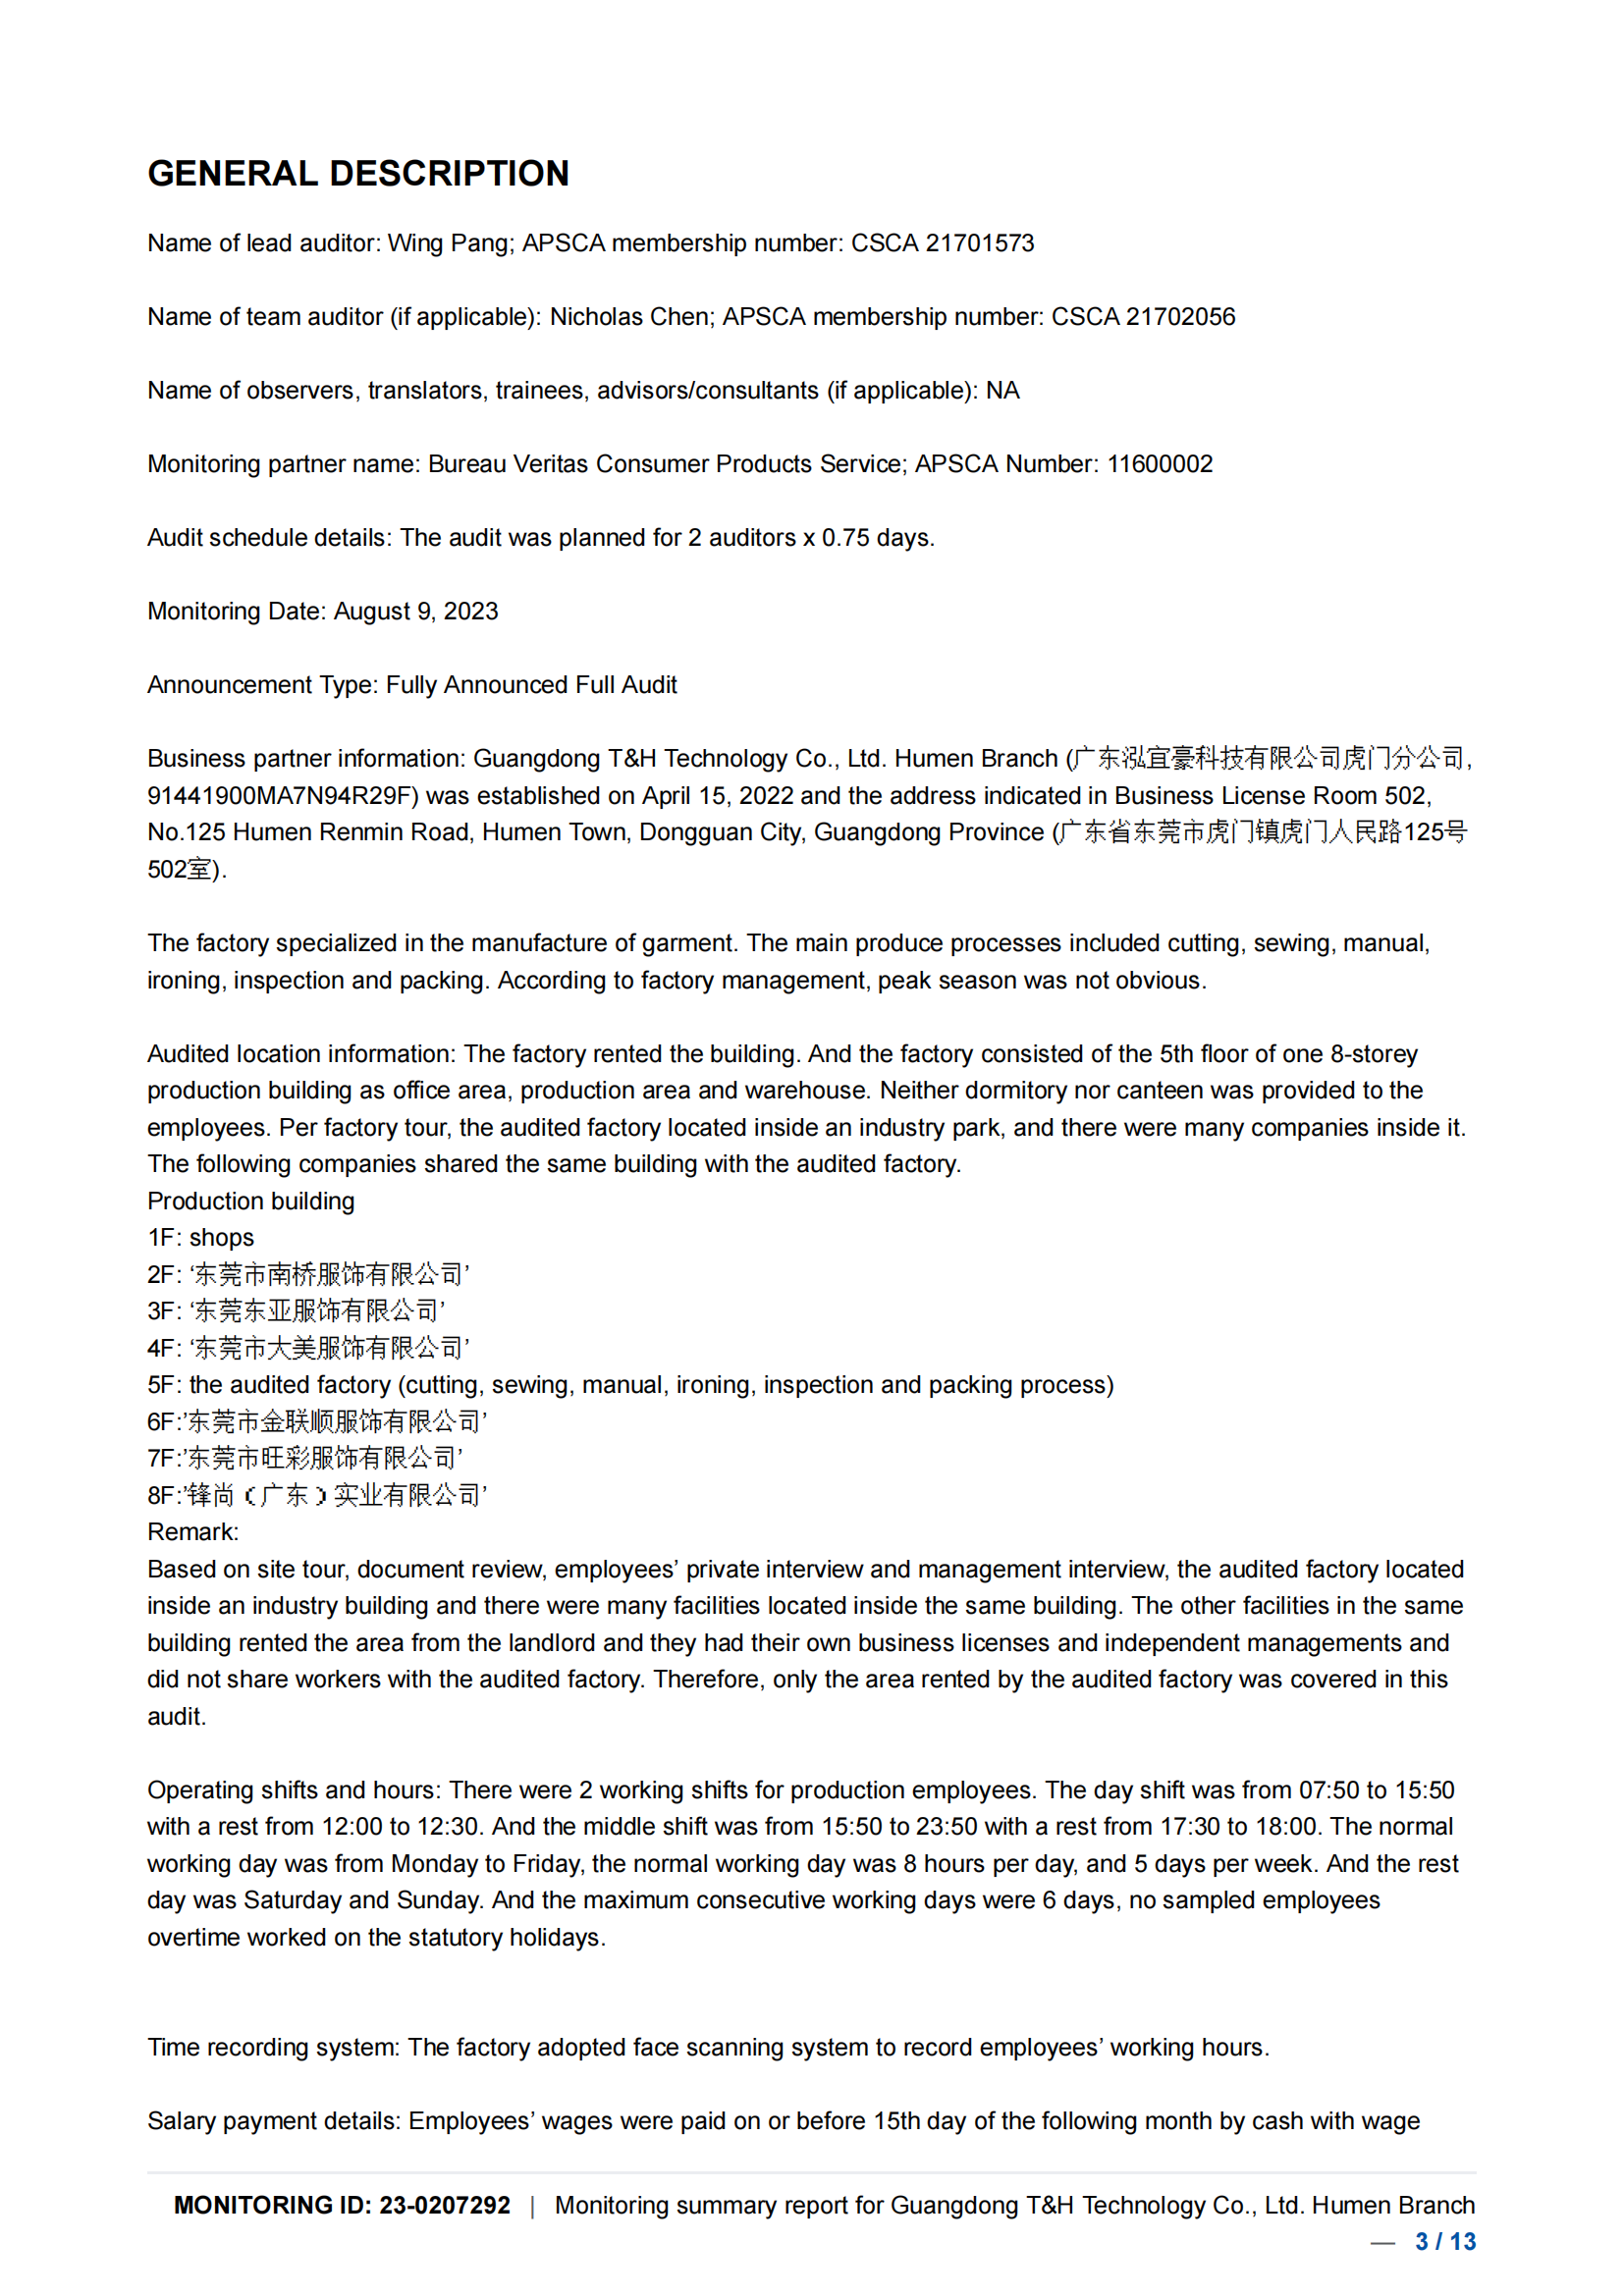 GENERAL DESCRIPTION
Name of lead auditor: Wing Pang; APSCA membership number: CSCA 21701573
Name of team auditor (if applicable): Nicholas Chen; APSCA membership number: CSCA 21702056
Name of observers, translators, trainees, advisors/consultants (if applicable): NA
Monitoring partner name: Bureau Veritas Consumer Products Service; APSCA Number: 11600002
Audit schedule details: The audit was planned for 2 auditors x 0.75 days.
Monitoring Date: August 9, 2023
Announcement Type: Fully Announced Full Audit
Business partner information: Guangdong T&H Technology Co., Ltd. Humen Branch (广东泓宜豪科技有限公司虎门分公司,
91441900MA7N94R29F) was established on April 15, 2022 and the address indicated in Business License Room 502,
No.125 Humen Renmin Road, Humen Town, Dongguan City, Guangdong Province (广东省东莞市虎门镇虎门人民路125号
502室).
The factory specialized in the manufacture of garment. The main produce processes included cutting, sewing, manual,
ironing, inspection and packing. According to factory management, peak season was not obvious.
Audited location information: The factory rented the building. And the factory consisted of the 5th floor of one 8-storey
production building as office area, production area and warehouse. Neither dormitory nor canteen was provided to the
employees. Per factory tour, the audited factory located inside an industry park, and there were many companies inside it.
The following companies shared the same building with the audited factory.
Production building
1F: shops
2F: ‘东莞市南桥服饰有限公司’
3F: ‘东莞东亚服饰有限公司’
4F: ‘东莞市大美服饰有限公司’
5F: the audited factory (cutting, sewing, manual, ironing, inspection and packing process)
6F:’东莞市金联顺服饰有限公司’
7F:’东莞市旺彩服饰有限公司’
8F:’锋尚（广东）实业有限公司’
Remark:
Based on site tour, document review, employees’ private interview and management interview, the audited factory located
inside an industry building and there were many facilities located inside the same building. The other facilities in the same
building rented the area from the landlord and they had their own business licenses and independent managements and
did not share workers with the audited factory. Therefore, only the area rented by the audited factory was covered in this
audit.
Operating shifts and hours: There were 2 working shifts for production employees. The day shift was from 07:50 to 15:50
with a rest from 12:00 to 12:30. And the middle shift was from 15:50 to 23:50 with a rest from 17:30 to 18:00. The normal
working day was from Monday to Friday, the normal working day was 8 hours per day, and 5 days per week. And the rest
day was Saturday and Sunday. And the maximum consecutive working days were 6 days, no sampled employees
overtime worked on the statutory holidays.
Time recording system: The factory adopted face scanning system to record employees’ working hours.
Salary payment details: Employees’ wages were paid on or before 15th day of the following month by cash with wage
MONITORING ID: 23-0207292 | Monitoring summary report for Guangdong T&H Technology Co., Ltd. Humen Branch
— 3 / 13